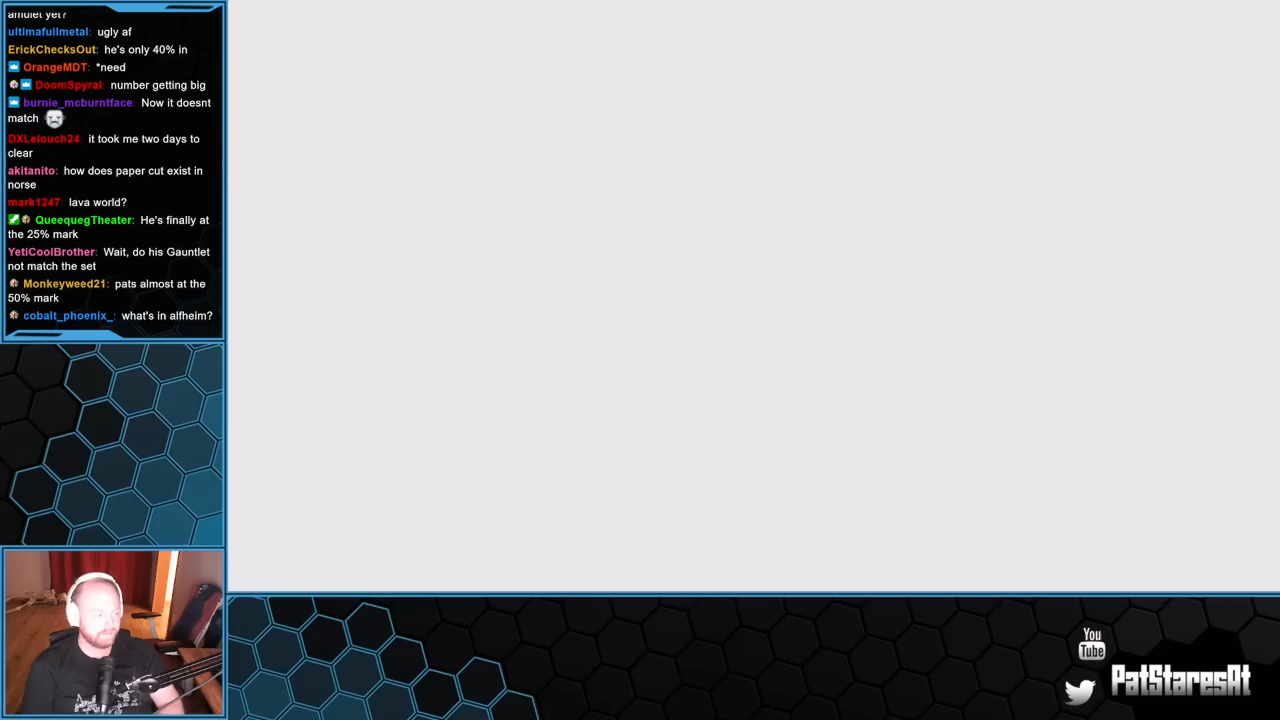 amulet yet?
ultimafullmetal: ugly af
ErickChecksOut: he's only 40% in
OrangeMDT: *need
DoomSpyral: number getting big
burnie_mcburntface: Now it doesnt
match
DXLelouch24: it took me two days to
clear
akitanito: how does paper cut exist in
norse
mark1247: lava world?
QueequegTheater: He's finally at
the 25% mark
YetiCoolBrother: Wait, do his Gauntlet
not match the set
Monkeyweed21: pats almost at the
50% mark
cobalt_phoenix_: what's in alfheim?
You
Tube
PatStaresAt